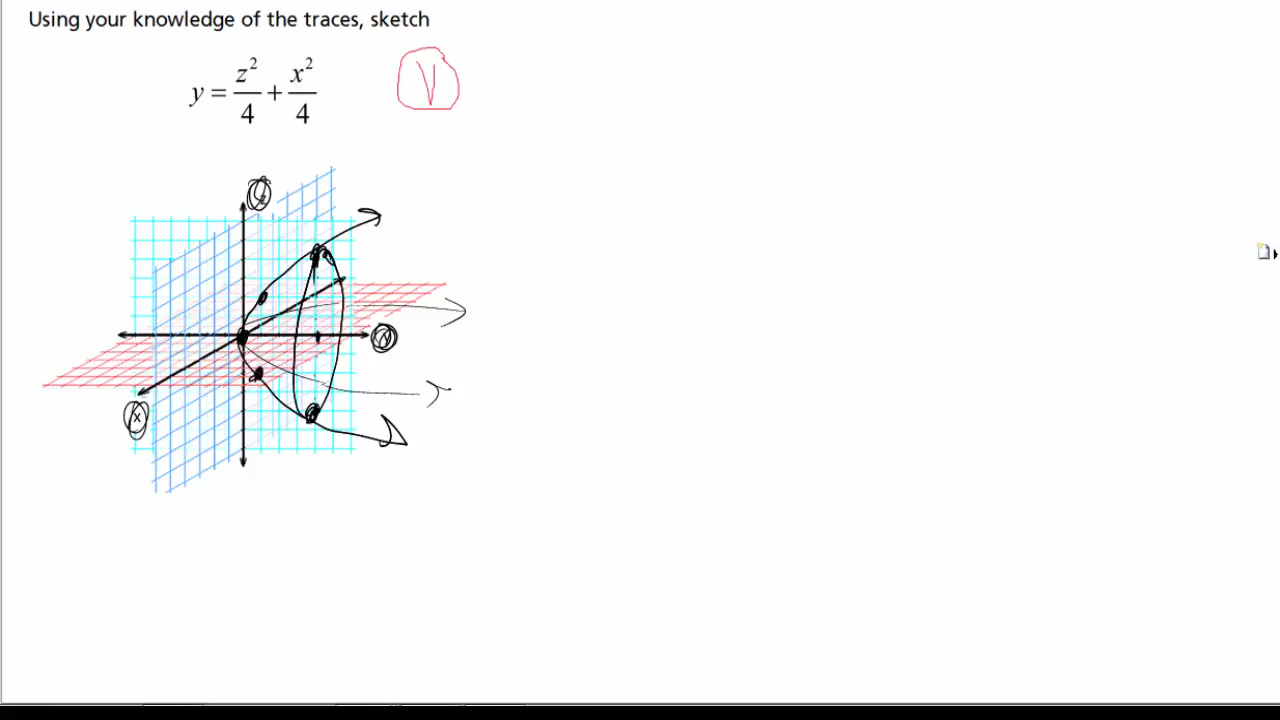 Using your knowledge of the traces, sketch
y = z²/4 + x²/4
z
y
x